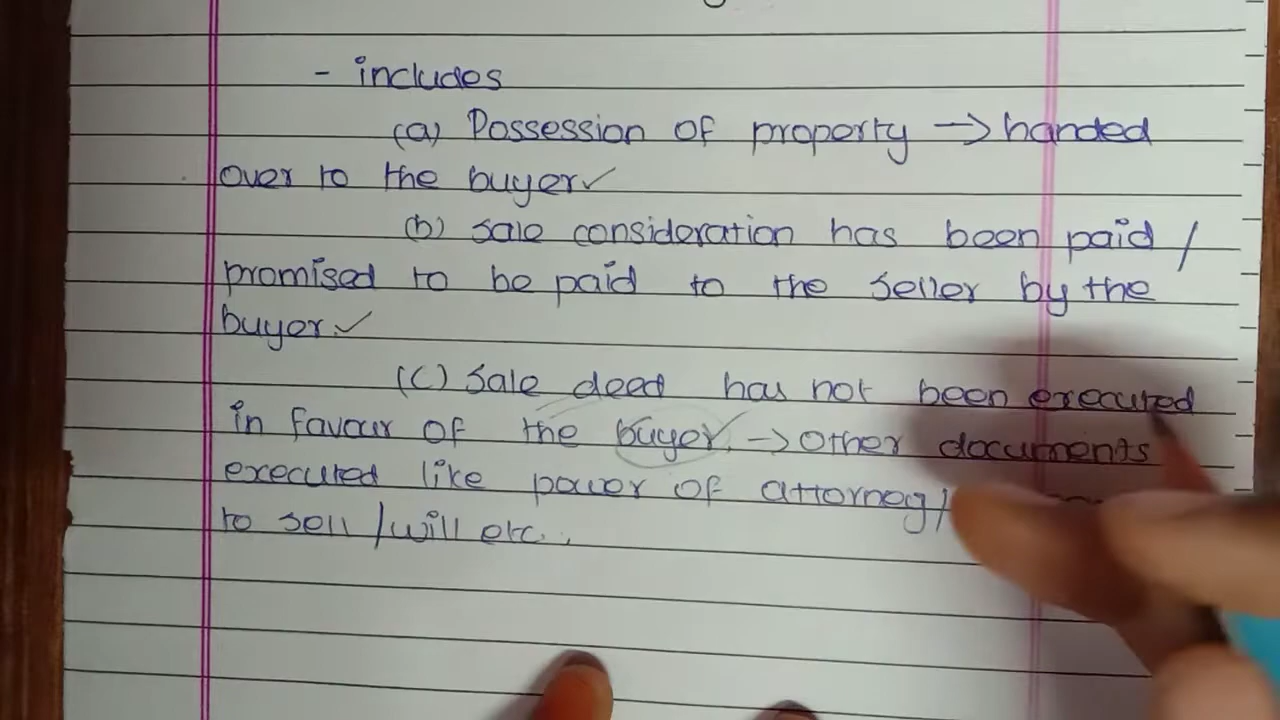 - includes
(a) Possession of property → handed
over to the buyer✓
(b) sale consideration has been paid /
promised to be paid to the seller by the
buyer.✓
(c) Sale deed has not been executed
in favour of the buyer. → other documents
executed like power of attorney/
to sell /will etc..